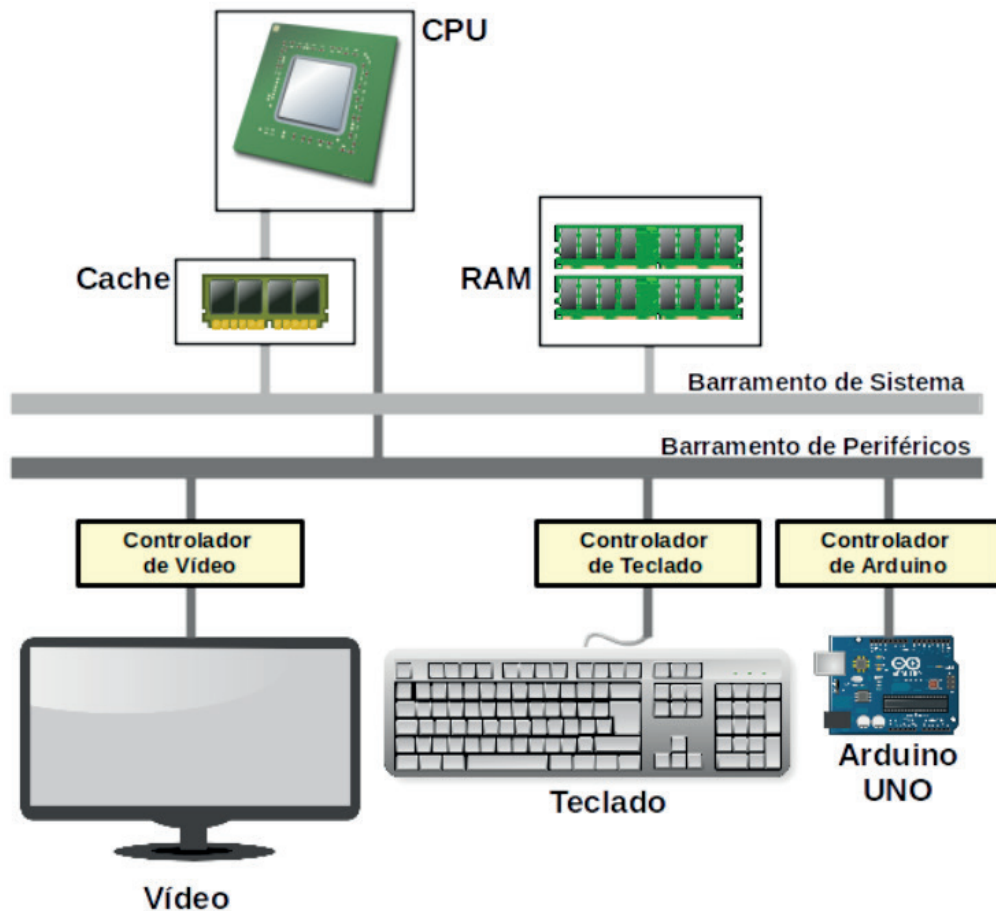 CPU
Cache
RAM
Barramento de Sistema
Barramento de Periféricos
Controlador
de Vídeo
Controlador
de Teclado
Controlador
de Arduino
Vídeo
Teclado
Arduino
UNO